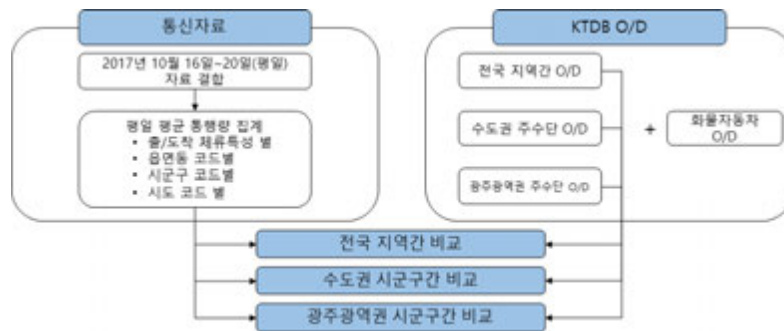 통신자료
2017년 10월 16일~20일(평일)
자료 결합
평일 평균 통행량 집계
• 출/도착 체류특성 별
• 읍면동 코드별
• 시군구 코드별
• 시도 코드 별
KTDB O/D
전국 지역간 O/D
수도권 주수단 O/D
광주광역권 주수단 O/D
+
화물자동차
O/D
전국 지역간 비교
수도권 시군구간 비교
광주광역권 시군구간 비교